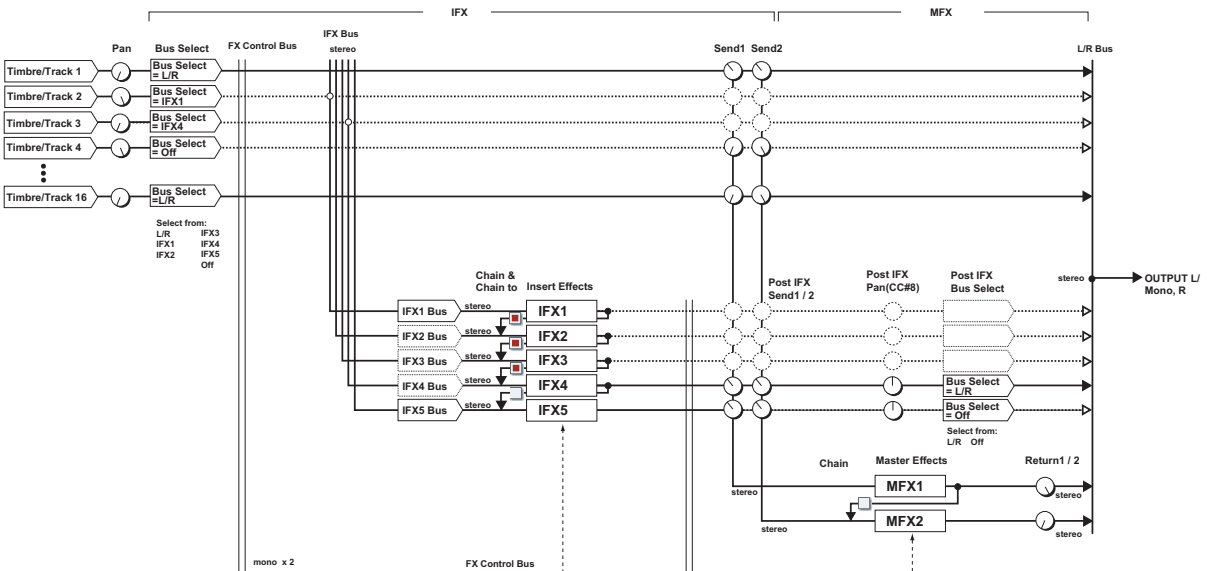 IFX
MFX
Pan
Bus Select
FX Control Bus
IFX Bus
stereo
Send1
Send2
L/R Bus
Timbre/Track 1
Bus Select
= L/R
Timbre/Track 2
Bus Select
= IFX1
Timbre/Track 3
Bus Select
= IFX4
Timbre/Track 4
Bus Select
= Off
Timbre/Track 16
Bus Select
=L/R
Select from:
L/R IFX3
IFX1 IFX4
IFX2 IFX5
Off
Chain &
Chain to
Insert Effects
Post IFX
Send1 / 2
Post IFX
Pan(CC#8)
Post IFX
Bus Select
stereo
OUTPUT L/
Mono, R
IFX1 Bus
stereo
IFX1
stereo
IFX2 Bus
stereo
IFX2
stereo
IFX3 Bus
stereo
IFX3
stereo
IFX4 Bus
stereo
IFX4
Bus Select
= L/R
stereo
IFX5 Bus
stereo
IFX5
Bus Select
= Off
Select from:
L/R Off
Chain
Master Effects
Return1 / 2
stereo
MFX1
stereo
stereo
MFX2
stereo
mono x 2
FX Control Bus